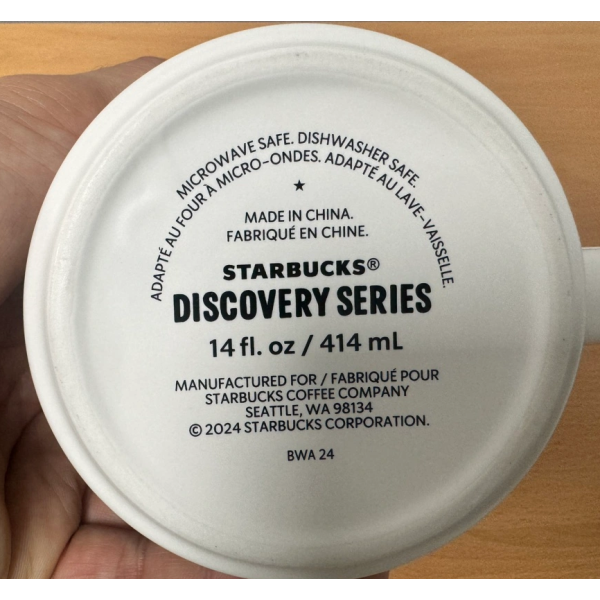 MICROWAVE SAFE. DISHWASHER SAFE.
ADAPTÉ AU FOUR À MICRO-ONDES. ADAPTÉ AU LAVE-VAISSELLE.
★
MADE IN CHINA.
FABRIQUÉ EN CHINE.
STARBUCKS®
DISCOVERY SERIES
14 fl. oz / 414 mL
MANUFACTURED FOR / FABRIQUÉ POUR
STARBUCKS COFFEE COMPANY
SEATTLE, WA 98134
© 2024 STARBUCKS CORPORATION.
BWA 24